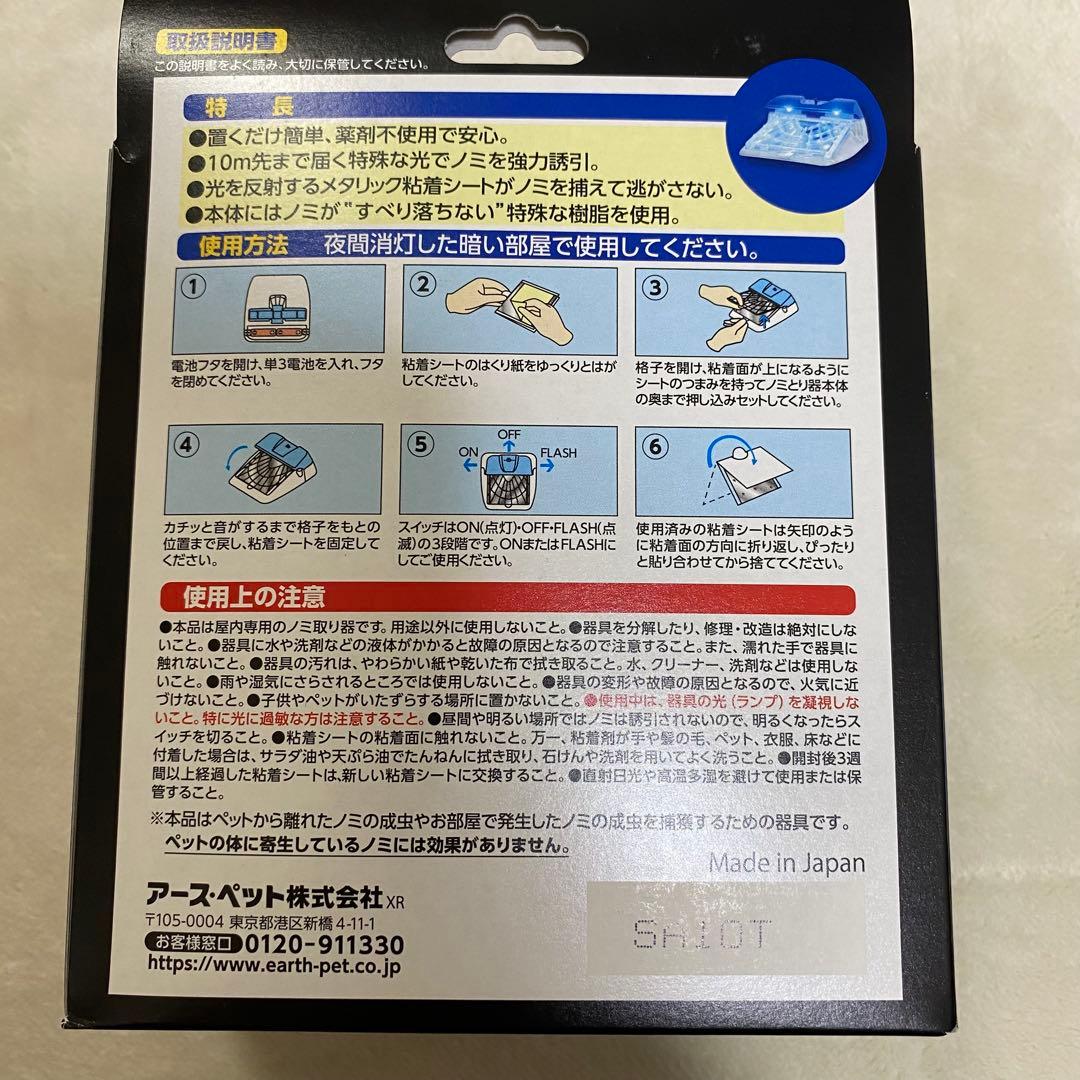 取扱説明書
この説明書をよく読み、大切に保管してください。
特 長
●置くだけ簡単、薬剤不使用で安心。
●10m先まで届く特殊な光でノミを強力誘引。
●光を反射するメタリック粘着シートがノミを捕えて逃がさない。
●本体にはノミが〝すべり落ちない〟特殊な樹脂を使用。
使用方法 夜間消灯した暗い部屋で使用してください。
①
電池フタを開け、単3電池を入れ、フタ
を閉めてください。
②
粘着シートのはくり紙をゆっくりとはが
してください。
③
格子を開け、粘着面が上になるように
シートのつまみを持ってノミとり器本体
の奥まで押し込みセットしてください。
④
カチッと音がするまで格子をもとの
位置まで戻し、粘着シートを固定して
ください。
⑤
OFF
ON FLASH
スイッチはON(点灯)・OFF・FLASH(点
滅)の3段階です。ONまたはFLASHに
してご使用ください。
⑥
使用済みの粘着シートは矢印のよう
に粘着面の方向に折り返し、ぴったり
と貼り合わせてから捨ててください。
使用上の注意
●本品は屋内専用のノミ取り器です。用途以外に使用しないこと。●器具を分解したり、修理・改造は絶対にしな
いこと。●器具に水や洗剤などの液体がかかると故障の原因となるので注意すること。また、濡れた手で器具に
触れないこと。●器具の汚れは、やわらかい紙や乾いた布で拭き取ること。水、クリーナー、洗剤などは使用しな
いこと。●雨や湿気にさらされるところでは使用しないこと。●器具の変形や故障の原因となるので、火気に近
づけないこと。●子供やペットがいたずらする場所に置かないこと。●使用中は、器具の光(ランプ)を凝視しな
いこと。特に光に過敏な方は注意すること。●昼間や明るい場所ではノミは誘引されないので、明るくなったらス
イッチを切ること。●粘着シートの粘着面に触れないこと。万一、粘着剤が手や髪の毛、ペット、衣服、床などに
付着した場合は、サラダ油や天ぷら油でたんねんに拭き取り、石けんや洗剤を用いてよく洗うこと。●開封後3週
間以上経過した粘着シートは、新しい粘着シートに交換すること。●直射日光や高温多湿を避けて使用または保
管すること。
※本品はペットから離れたノミの成虫やお部屋で発生したノミの成虫を捕獲するための器具です。
ペットの体に寄生しているノミには効果がありません。
Made in Japan
アース・ペット株式会社 XR
〒105-0004 東京都港区新橋4-11-1
お客様窓口 0120-911330
https://www.earth-pet.co.jp
SA10T